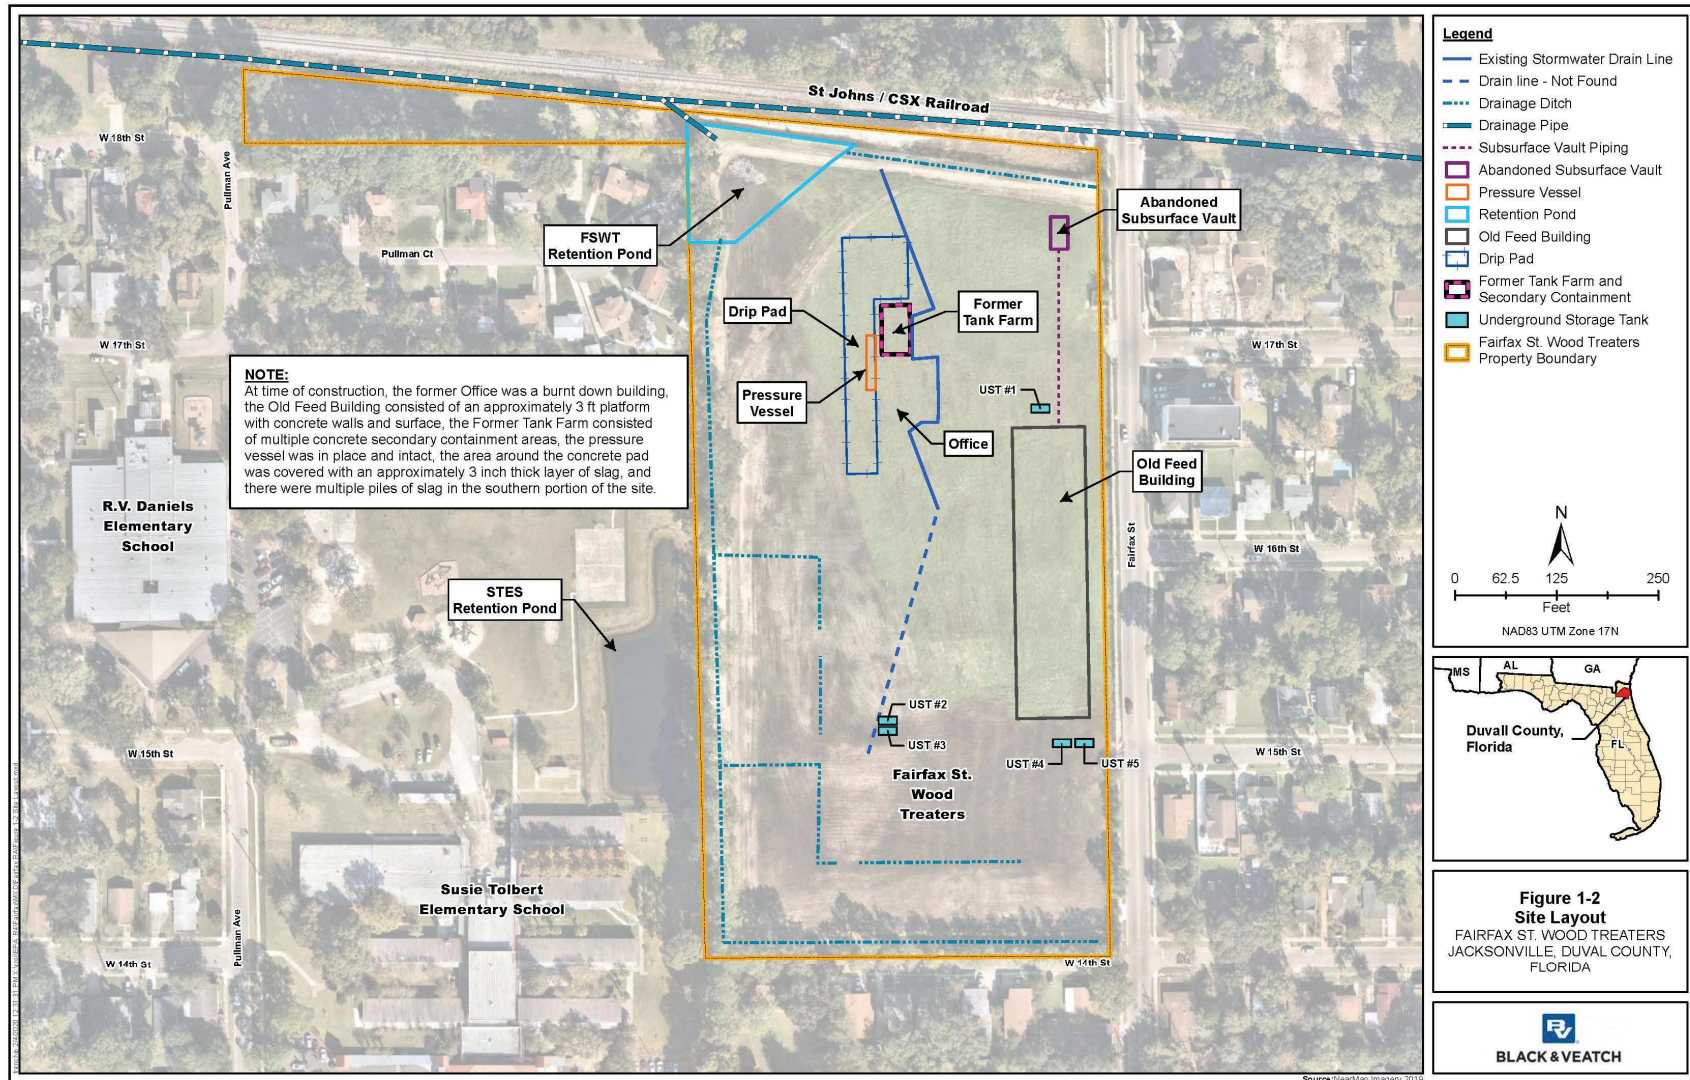 St Johns / CSX Railroad
W 18th St
Pullman Ave
Pullman Ct
FSWT
Retention Pond
Abandoned
Subsurface Vault
Drip Pad
Former
Tank Farm
W 17th St
W 17th St
NOTE:
At time of construction, the former Office was a burnt down building,
the Old Feed Building consisted of an approximately 3 ft platform
with concrete walls and surface, the Former Tank Farm consisted
of multiple concrete secondary containment areas, the pressure
vessel was in place and intact, the area around the concrete pad
was covered with an approximately 3 inch thick layer of slag, and
there were multiple piles of slag in the southern portion of the site.
Pressure
Vessel
UST #1
Office
Old Feed
Building
R.V. Daniels
Elementary
School
Fairfax St
W 16th St
STES
Retention Pond
UST #2
UST #3
W 15th St
W 15th St
UST #4
UST #5
Fairfax St.
Wood
Treaters
Susie Tolbert
Elementary School
Pullman Ave
W 14th St
W 14th St
Legend
Existing Stormwater Drain Line
Drain line - Not Found
Drainage Ditch
Drainage Pipe
Subsurface Vault Piping
Abandoned Subsurface Vault
Pressure Vessel
Retention Pond
Old Feed Building
Drip Pad
Former Tank Farm and
Secondary Containment
Underground Storage Tank
Fairfax St. Wood Treaters
Property Boundary
N
0 62.5 125 250
Feet
NAD83 UTM Zone 17N
MS AL GA
Duvall County,
Florida
FL
Figure 1-2
Site Layout
FAIRFAX ST. WOOD TREATERS
JACKSONVILLE, DUVAL COUNTY,
FLORIDA
BV
BLACK & VEATCH
Source: NearMap Imagery 2019